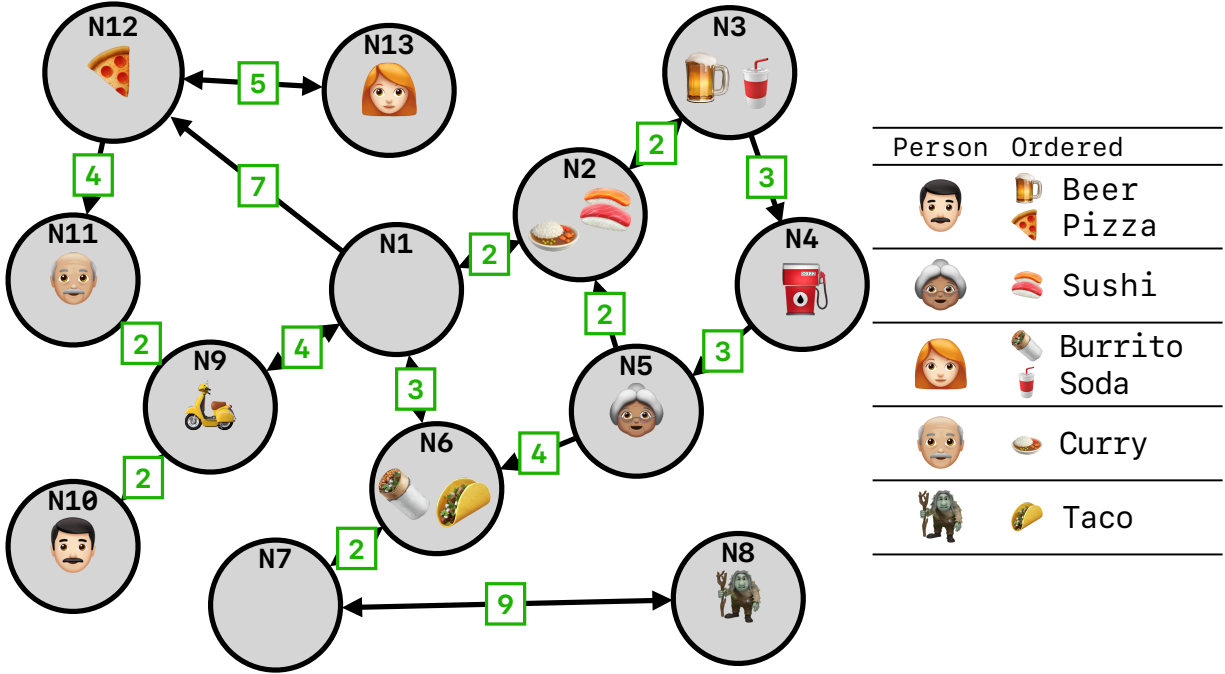 N12
N13
N3
5
2
4
7
N2
3
N11
N1
N4
2
2
2
4
N9
3
N5
3
N6
4
2
N10
2
N7
N8
9
Person Ordered
Beer
Pizza
Sushi
Burrito
Soda
Curry
Taco